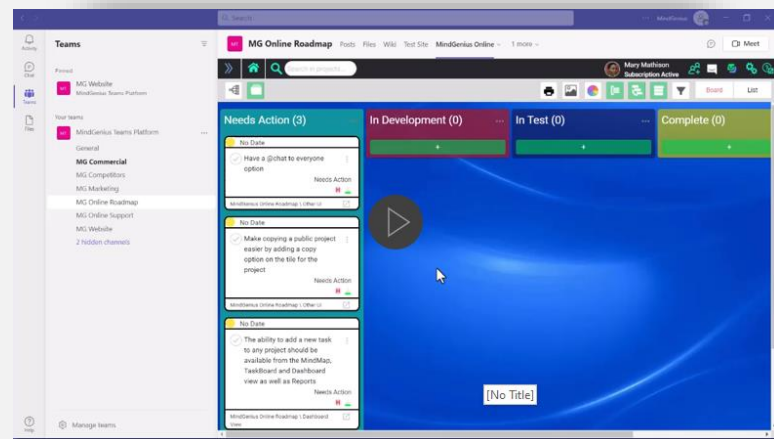 Search
MindGenius
Activity
Chat
Teams
Files
Help
Teams
Pinned
MG Website
MindGenius Teams Platform
Your teams
MT MindGenius Teams Platform ...
General
MG Commercial
MG Competitors
MG Marketing
MG Online Roadmap
MG Online Support
MG Website
2 hidden channels
Manage teams
MT MG Online Roadmap Posts Files Wiki Test Site MindGenius Online 1 more Meet
Search in projects...
Mary Mathison
Subscription Active
Board List
Needs Action (3)
No Date
Have a @chat to everyone
option
Needs Action
MindGenius Online Roadmap \ Other UI
No Date
Make copying a public project
easier by adding a copy
option on the tile for the
project
Needs Action
MindGenius Online Roadmap \ Other UI
No Date
The ability to add a new task
to any project should be
available from the MindMap,
TaskBoard and Dashboard
view as well as Reports
Needs Action
MindGenius Online Roadmap \ Dashboard
View
In Development (0) ...
+
In Test (0) ...
+
Complete (0)
+
[No Title]